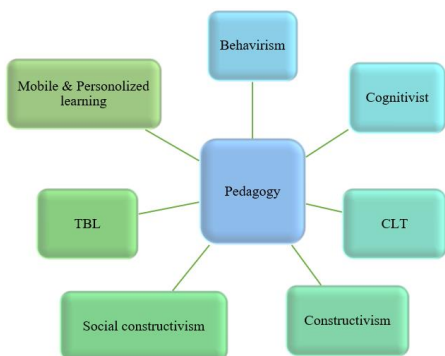 Behavirism
Mobile & Personolized
learning
Cognitivist
Pedagogy
TBL
CLT
Social constructivism
Constructivism